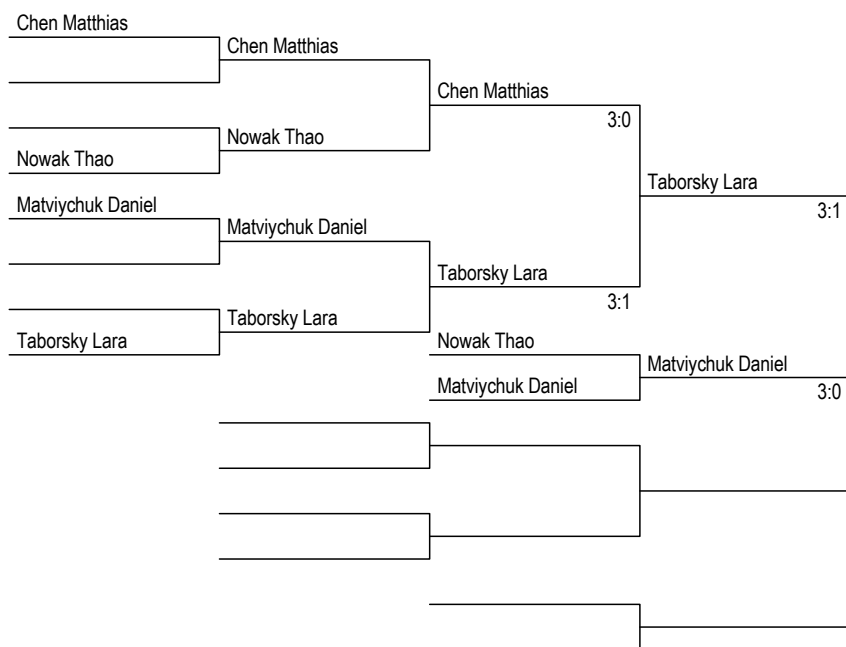 Chen Matthias
Chen Matthias
Chen Matthias
3:0
Nowak Thao
Nowak Thao
Taborsky Lara
3:1
Matviychuk Daniel
Matviychuk Daniel
Taborsky Lara
3:1
Taborsky Lara
Taborsky Lara
Nowak Thao
Matviychuk Daniel
Matviychuk Daniel
3:0